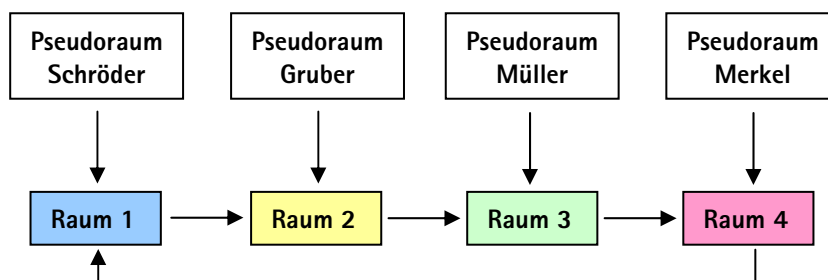 Pseudoraum
Schröder
Pseudoraum
Gruber
Pseudoraum
Müller
Pseudoraum
Merkel
Raum 1
Raum 2
Raum 3
Raum 4